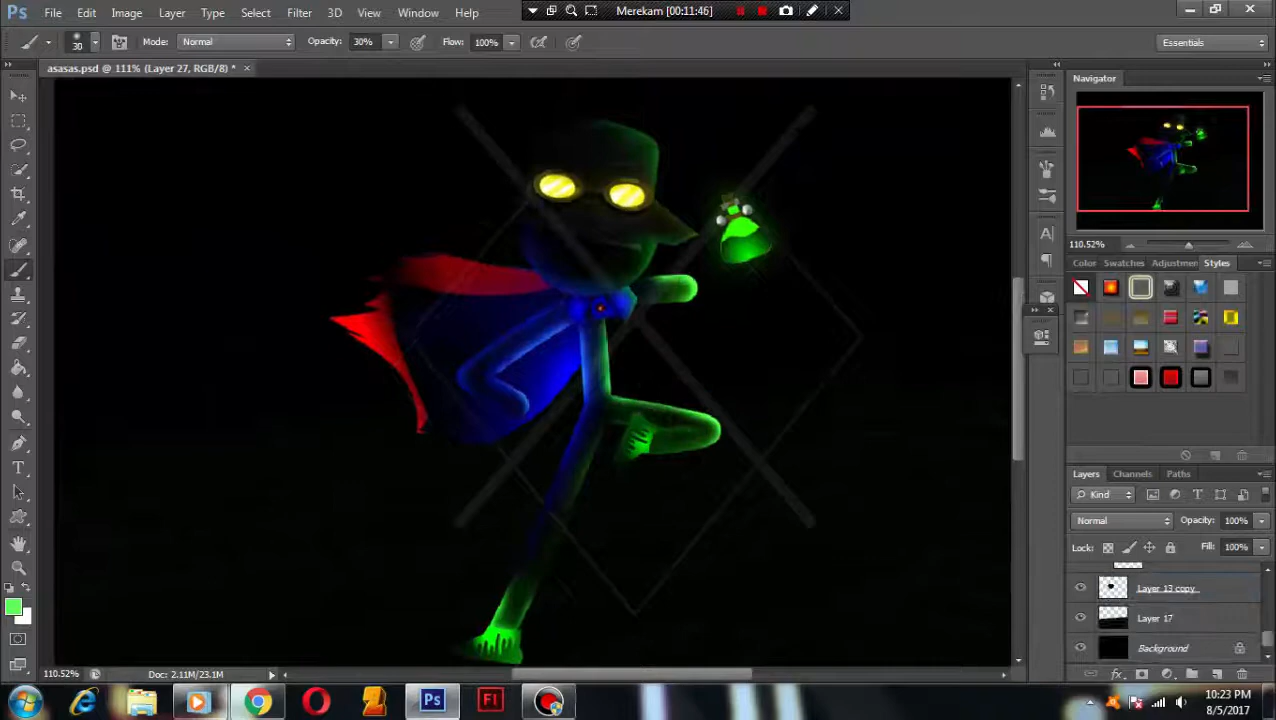 Ps File Edit Image Layer Type Select Filter 3D View Window Help
Merekam [00:11:46]
30 Mode: Normal Opacity: 30% Flow: 100% Essentials
asasas.psd @ 111% (Layer 27, RGB/8) * ×
Navigator
110.52%
Color Swatches Adjustmen Styles
Layers Channels Paths
Kind
Normal Opacity: 100%
Lock: Fill: 100%
Layer 13 copy
Layer 17
Background
110.52% Doc: 2.11M/23.1M
Ps Fl 10:23 PM
8/5/2017